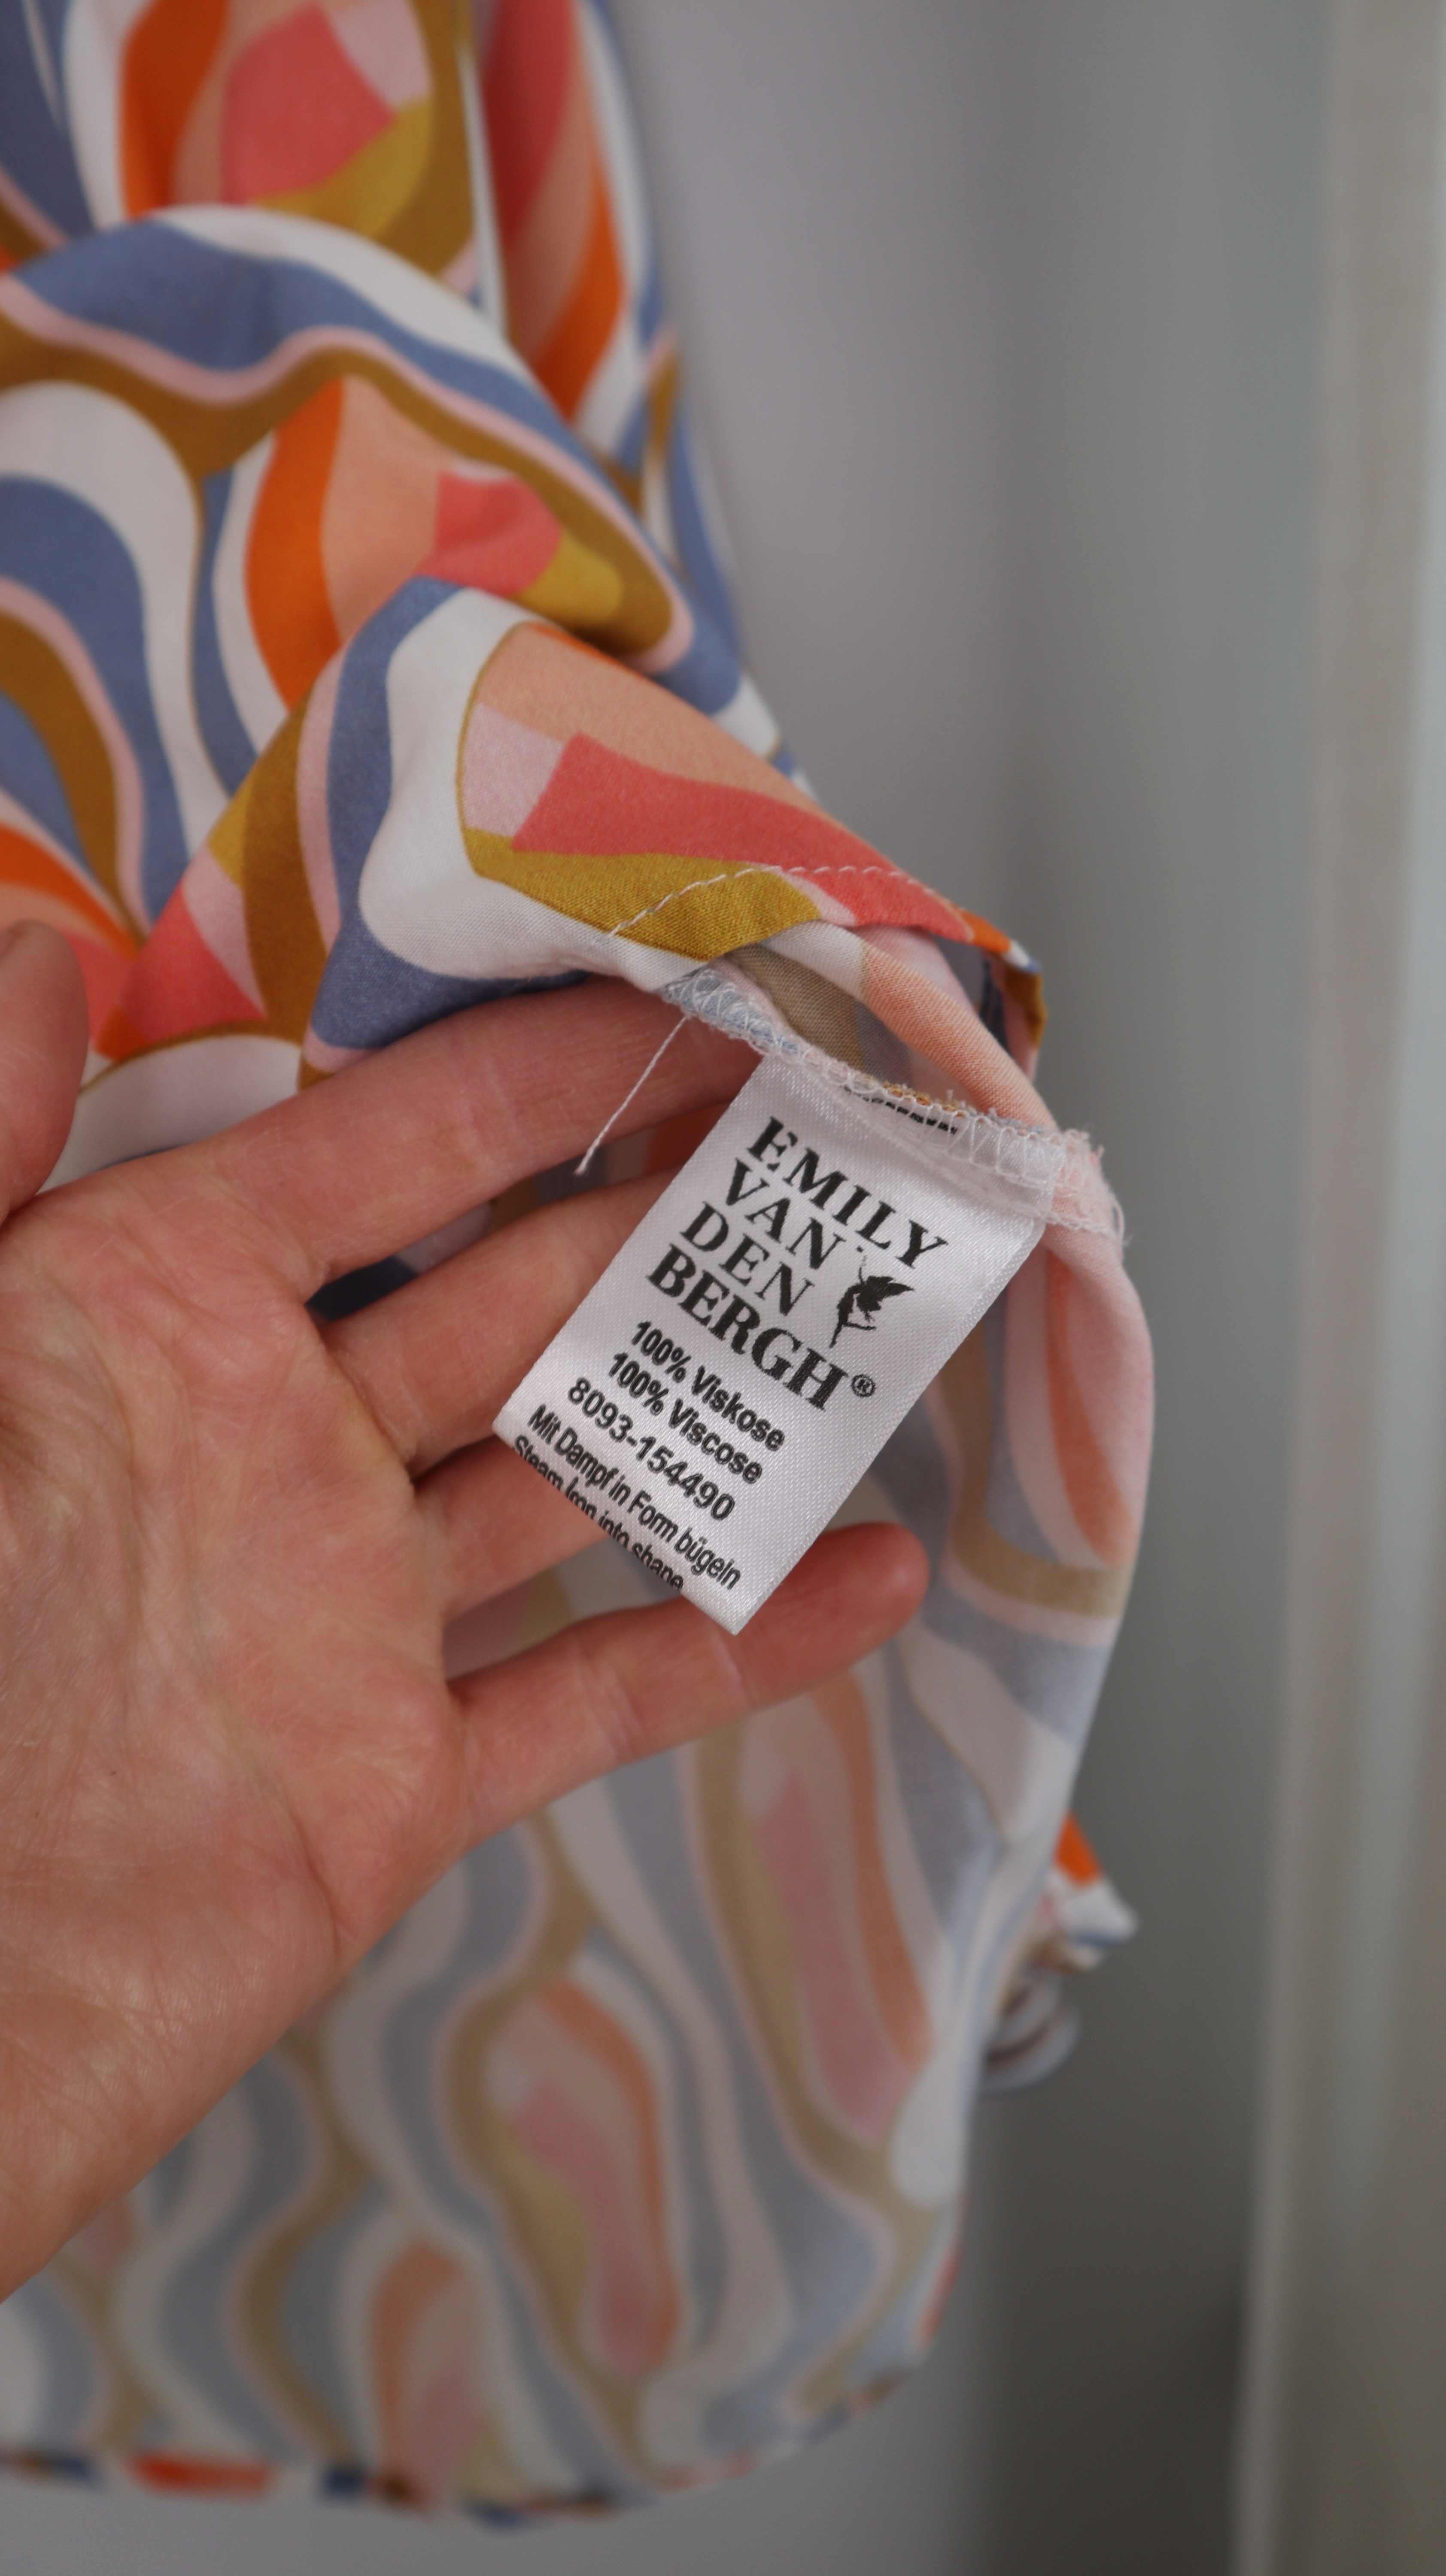 EMILY
VAN
DEN
BERGH®
100% Viskose
100% Viscose
8093-154490
Mit Dampf in Form bügeln
Steam Iron into shape